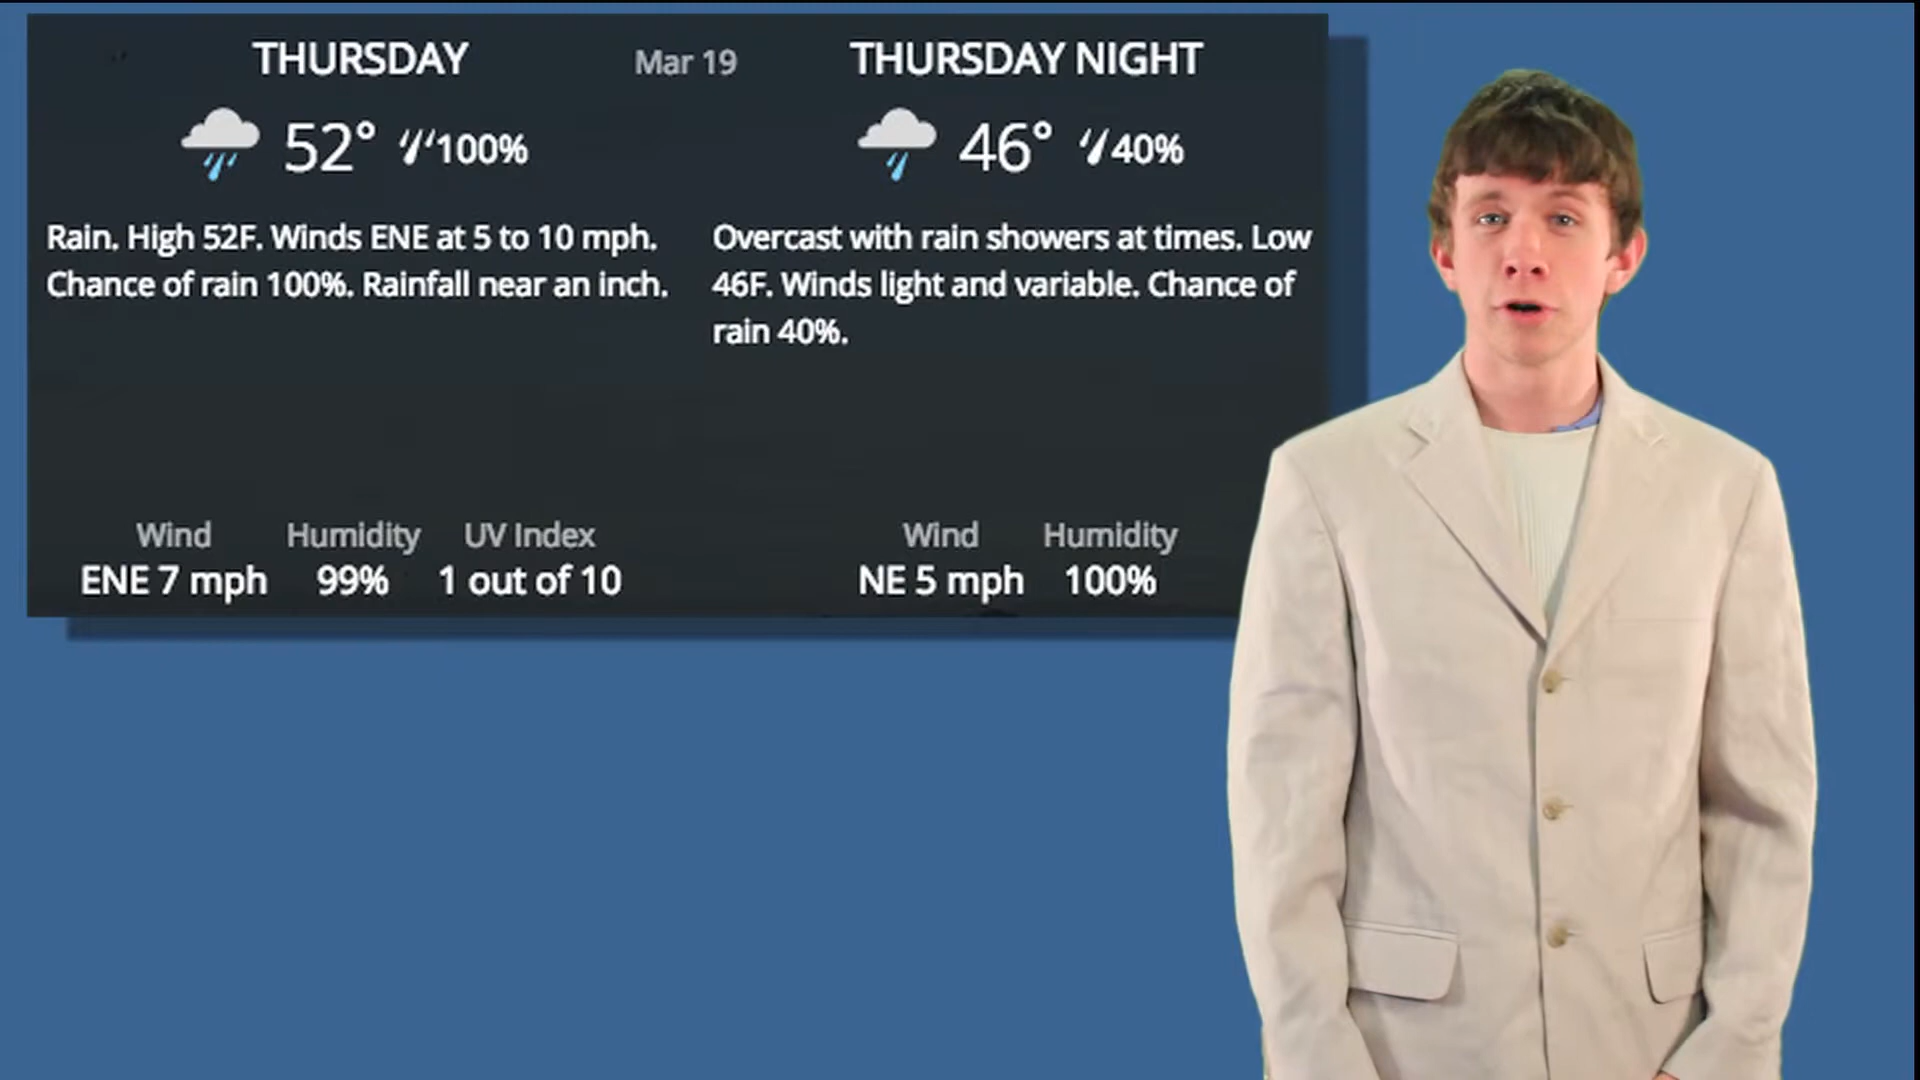 THURSDAY
Mar 19
THURSDAY NIGHT
52° 100%
46° 40%
Rain. High 52F. Winds ENE at 5 to 10 mph.
Chance of rain 100%. Rainfall near an inch.
Overcast with rain showers at times. Low
46F. Winds light and variable. Chance of
rain 40%.
Wind Humidity UV Index
ENE 7 mph 99% 1 out of 10
Wind Humidity
NE 5 mph 100%